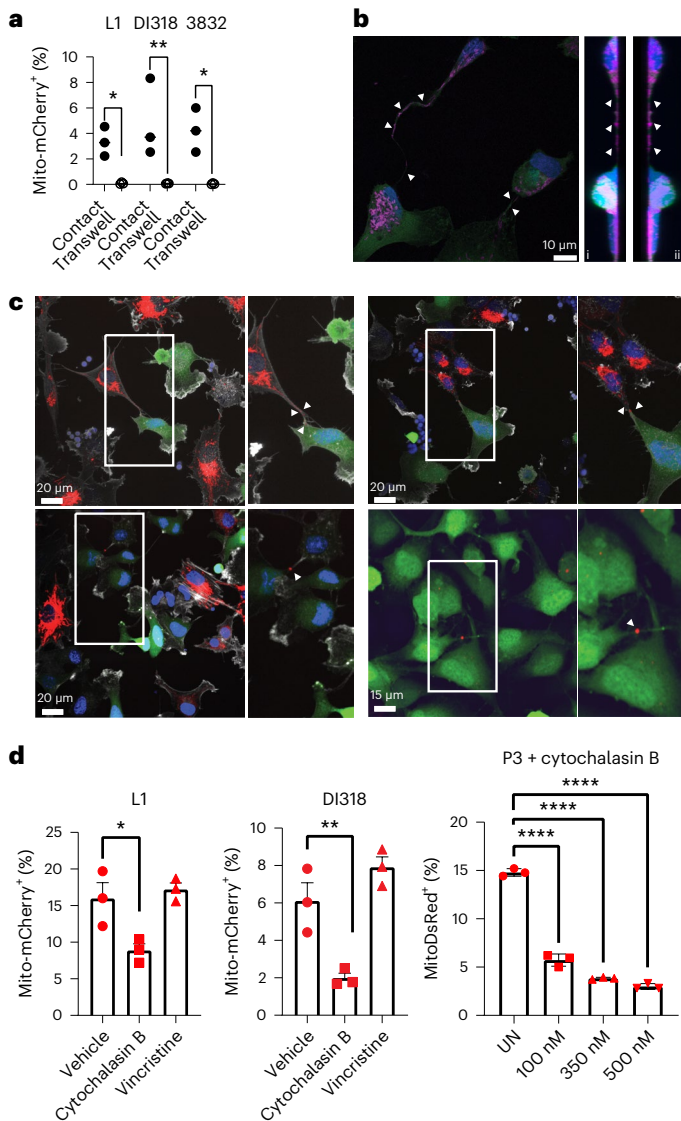 a
L1 DI318 3832
Mito-mCherry+ (%)
10
8
6
4
2
0
* ** *
Contact
Transwell
Contact
Transwell
Contact
Transwell
b
10 µm
i
ii
c
20 µm
20 µm
20 µm
15 µm
d
L1
Mito-mCherry+ (%)
25
20
15
10
5
0
*
Vehicle
Cytochalasin B
Vincristine
DI318
Mito-mCherry+ (%)
10
8
6
4
2
0
**
Vehicle
Cytochalasin B
Vincristine
P3 + cytochalasin B
MitoDsRed+ (%)
20
15
10
5
0
****
****
****
UN
100 nM
350 nM
500 nM